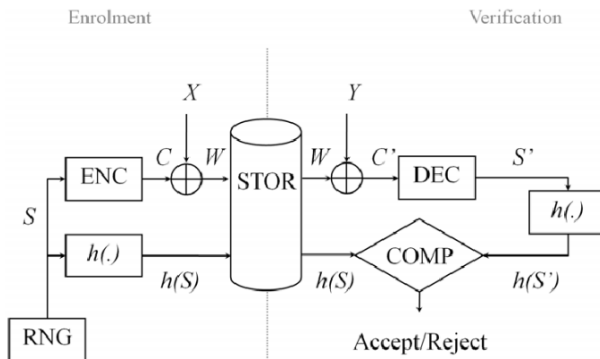 Enrolment Verification
X Y
C W W C' S'
ENC STOR DEC
S h(.)
h(.) COMP
h(S) h(S) h(S')
RNG
Accept/Reject